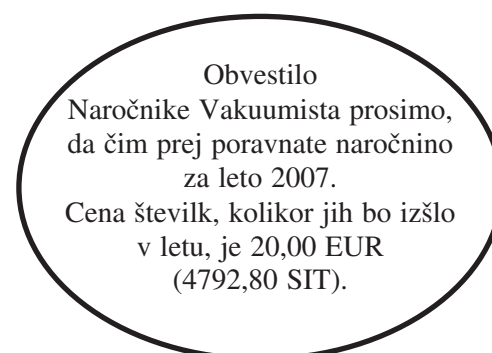 Obvestilo
Naročnike Vakuumista prosimo,
da čim prej poravnate naročnino
za leto 2007.
Cena številk, kolikor jih bo izšlo
v letu, je 20,00 EUR
(4792,80 SIT).